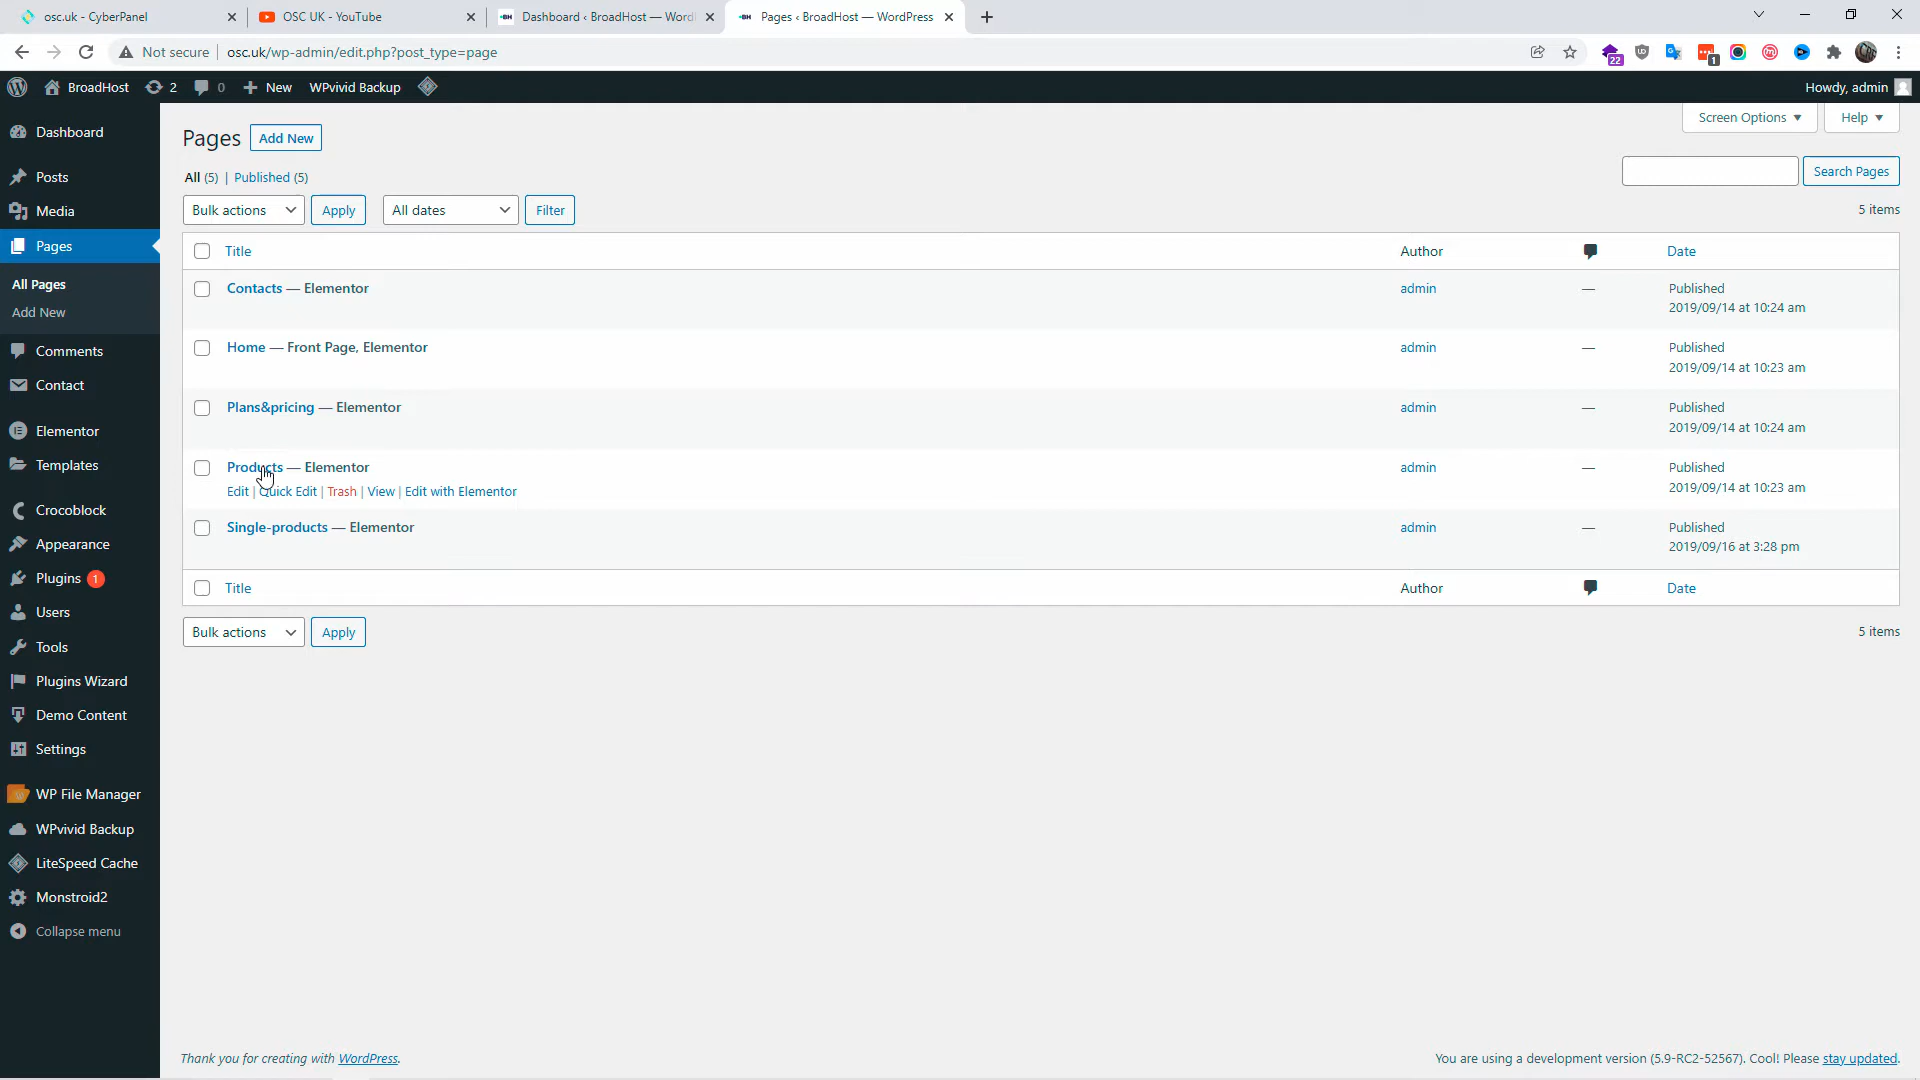 osc.uk - CyberPanel
OSC UK - YouTube
Dashboard ‹ BroadHost — Word
Pages ‹ BroadHost — WordPress
Not secure
osc.uk/wp-admin/edit.php?post_type=page
22
1
BroadHost
2
0
New
WPvivid Backup
Howdy, admin
Dashboard
Posts
Media
Pages
All Pages
Add New
Comments
Contact
Elementor
Templates
Crocoblock
Appearance
Plugins 1
Users
Tools
Plugins Wizard
Demo Content
Settings
WP File Manager
WPvivid Backup
LiteSpeed Cache
Monstroid2
Collapse menu
Screen Options
Help
Pages Add New
All (5) | Published (5)
Search Pages
Bulk actions Apply All dates Filter
5 items
Title Author Date
Contacts — Elementor admin — Published
2019/09/14 at 10:24 am
Home — Front Page, Elementor admin — Published
2019/09/14 at 10:23 am
Plans&pricing — Elementor admin — Published
2019/09/14 at 10:24 am
Products — Elementor admin — Published
Edit | Quick Edit | Trash | View | Edit with Elementor 2019/09/14 at 10:23 am
Single-products — Elementor admin Published
2019/09/16 at 3:28 pm
Title Author Date
Bulk actions Apply
5 items
Thank you for creating with WordPress.
You are using a development version (5.9-RC2-52567). Cool! Please stay updated.